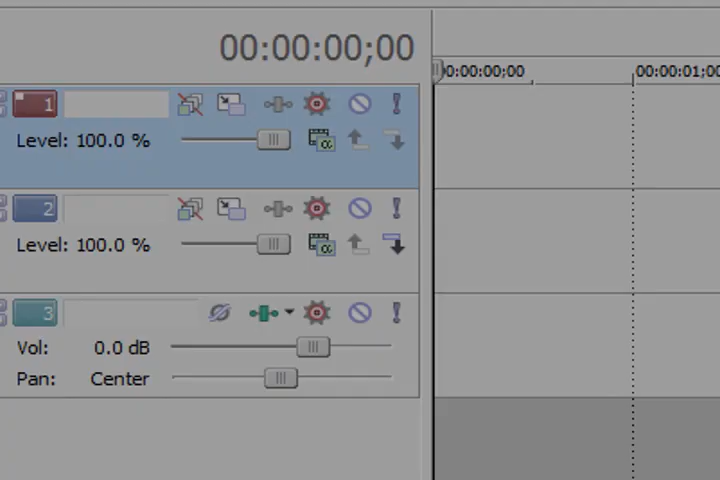 00:00:00;00
0:00:00;00
00:00:01;00
1
Level: 100.0 %
2
Level: 100.0 %
3
Vol: 0.0 dB
Pan: Center